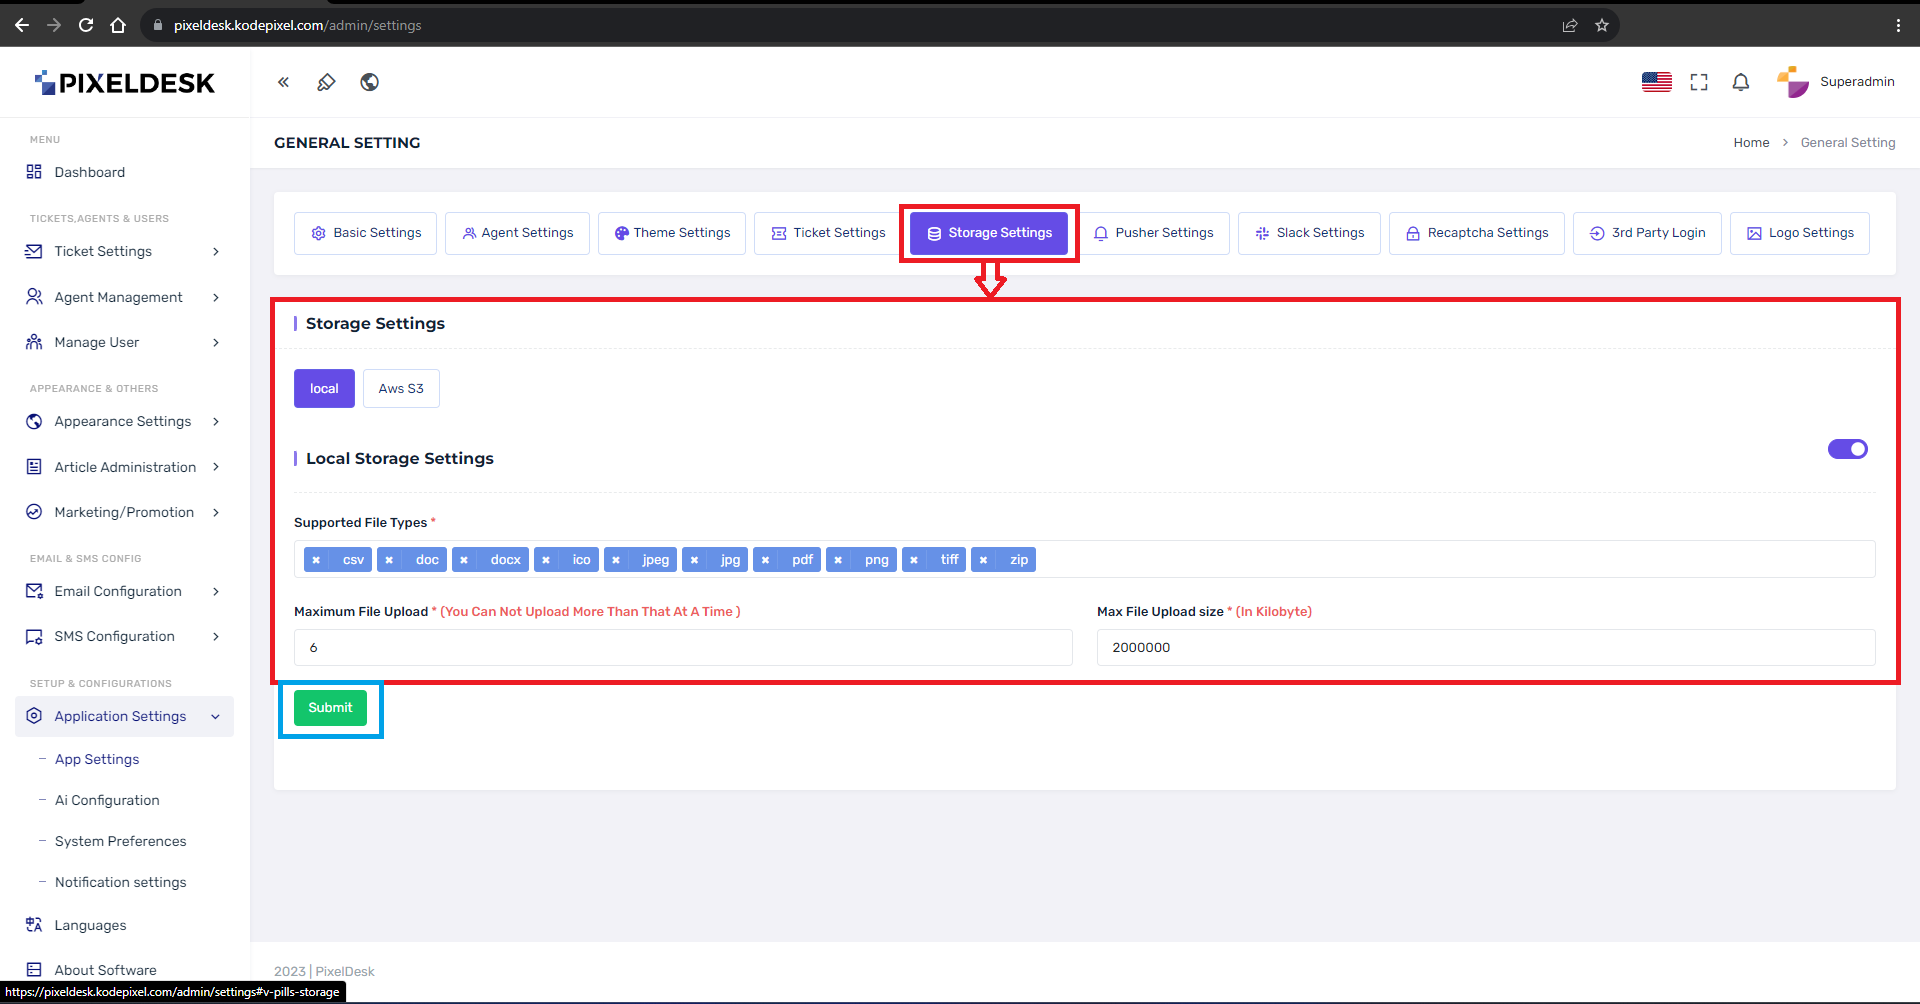 pixeldesk.kodepixel.com/admin/settings
PIXELDESK
Superadmin
MENU
Dashboard
TICKETS,AGENTS & USERS
Ticket Settings
Agent Management
Manage User
APPEARANCE & OTHERS
Appearance Settings
Article Administration
Marketing/Promotion
EMAIL & SMS CONFIG
Email Configuration
SMS Configuration
SETUP & CONFIGURATIONS
Application Settings
App Settings
Ai Configuration
System Preferences
Notification settings
Languages
About Software
GENERAL SETTING
Home > General Setting
Basic Settings Agent Settings Theme Settings Ticket Settings Storage Settings Pusher Settings Slack Settings Recaptcha Settings 3rd Party Login Logo Settings
Storage Settings
local Aws S3
Local Storage Settings
Supported File Types *
csv doc docx ico jpeg jpg pdf png tiff zip
Maximum File Upload * (You Can Not Upload More Than That At A Time ) Max File Upload size * (In Kilobyte)
6 2000000
Submit
2023 | PixelDesk
https://pixeldesk.kodepixel.com/admin/settings#v-pills-storage